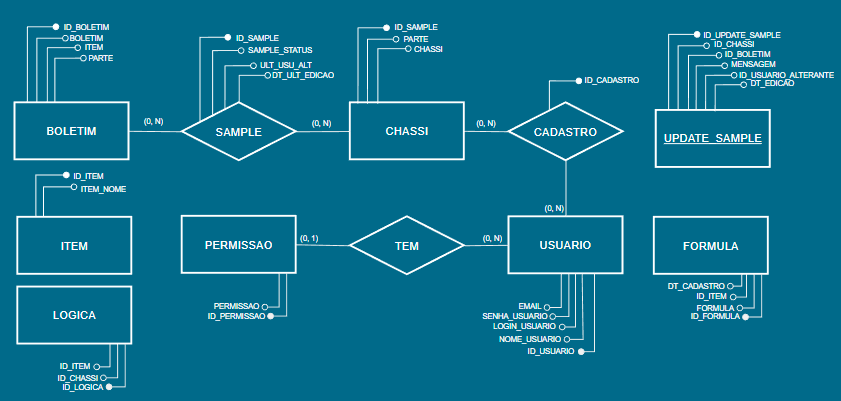 ID_BOLETIM
BOLETIM
ITEM
PARTE
BOLETIM
(0, N)
ID_SAMPLE
SAMPLE_STATUS
ULT_USU_ALT
DT_ULT_EDICAO
SAMPLE
(0, N)
ID_SAMPLE
PARTE
CHASSI
CHASSI
(0, N)
ID_CADASTRO
CADASTRO
(0, N)
ID_UPDATE_SAMPLE
ID_CHASSI
ID_BOLETIM
MENSAGEM
ID_USUARIO_ALTERANTE
DT_EDICAO
UPDATE_SAMPLE
ID_ITEM
ITEM_NOME
ITEM
PERMISSAO
(0, 1)
TEM
(0, N)
USUARIO
FORMULA
PERMISSAO
ID_PERMISSAO
EMAIL
SENHA_USUARIO
LOGIN_USUARIO
NOME_USUARIO
ID_USUARIO
DT_CADASTRO
ID_ITEM
FORMULA
ID_FORMULA
LOGICA
ID_ITEM
ID_CHASSI
ID_LOGICA